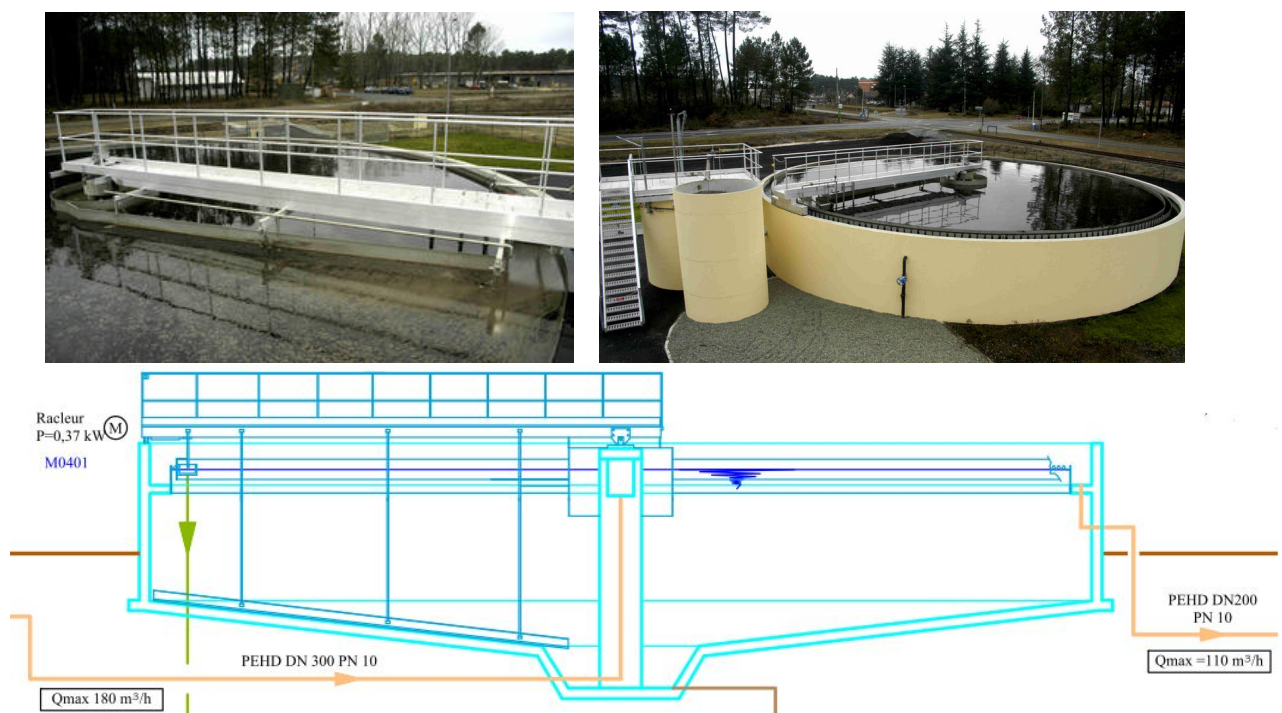 Racleur
P=0,37 kW
M
M0401
PEHD DN 300 PN 10
Qmax 180 m³/h
PEHD DN200
PN 10
Qmax =110 m³/h